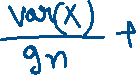 var(X)
9n +